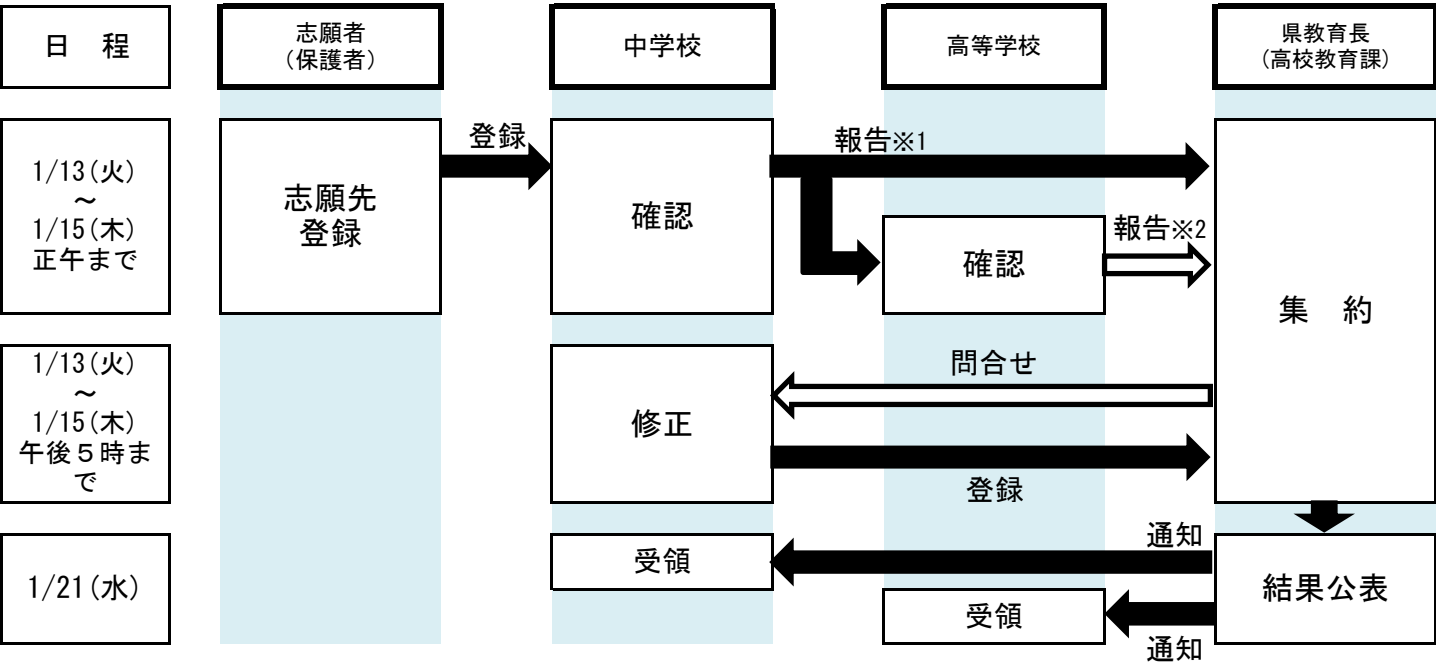 日　程
志願者
（保護者）
中学校
高等学校
県教育長
（高校教育課）
1/13(火)
～
1/15(木)
正午まで
志願先
登録
登録
確認
報告※1
確認
報告※2
集　約
1/13(火)
～
1/15(木)
午後５時ま
で
修正
問合せ
登録
1/21(水)
受領
通知
受領
通知
結果公表